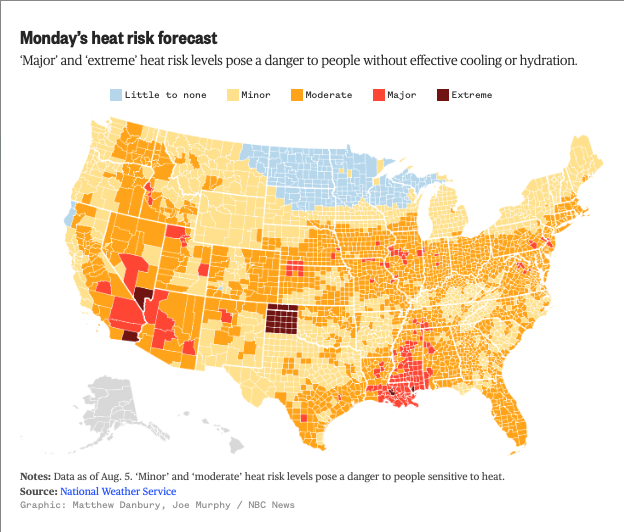 Monday’s heat risk forecast
‘Major’ and ‘extreme’ heat risk levels pose a danger to people without effective cooling or hydration.
Little to none Minor Moderate Major Extreme
Notes: Data as of Aug. 5. ‘Minor’ and ‘moderate’ heat risk levels pose a danger to people sensitive to heat.
Source: National Weather Service
Graphic: Matthew Danbury, Joe Murphy / NBC News